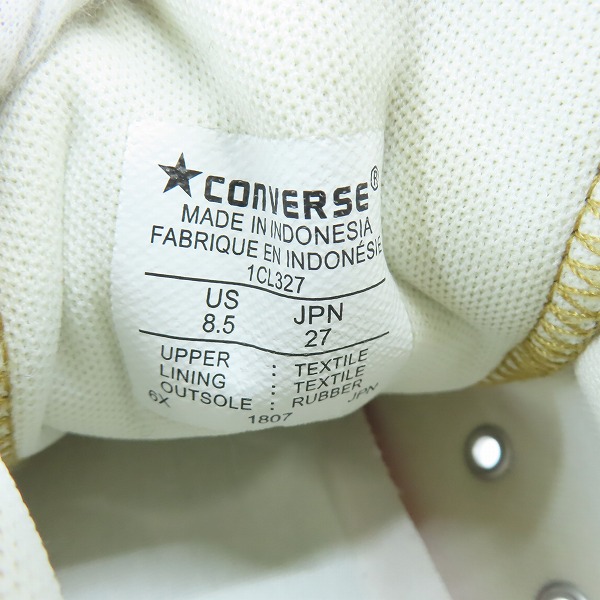 ★CONVERSE®
MADE IN INDONESIA
FABRIQUE EN INDONÉSIE
1CL327
US JPN
8.5 27
UPPER : TEXTILE
LINING : TEXTILE
OUTSOLE : RUBBER
6X 1807 JPN